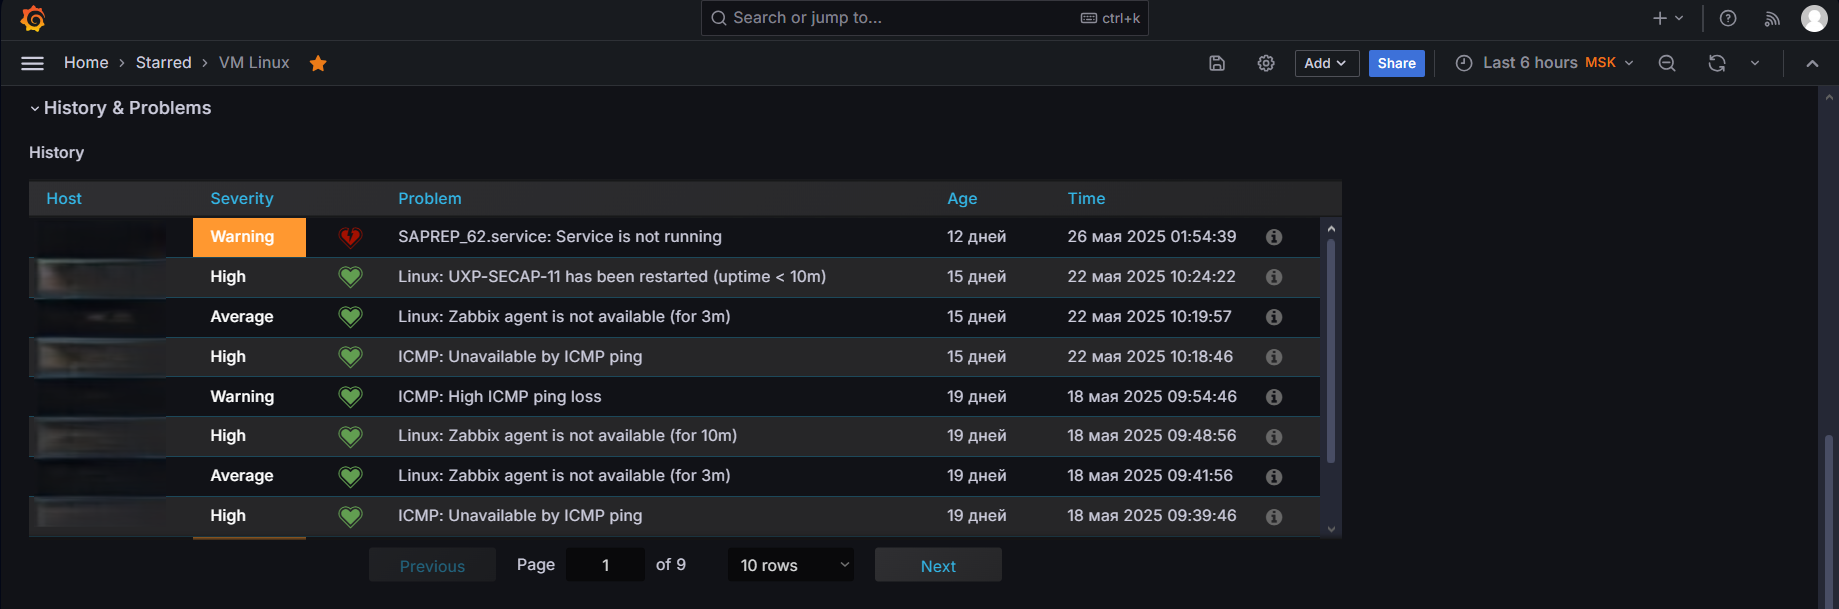 Search or jump to...
ctrl+k
Home › Starred › VM Linux
Add
Share
Last 6 hours MSK
History & Problems
History
Host Severity Problem Age Time
Warning SAPREP_62.service: Service is not running 12 дней 26 мая 2025 01:54:39
High Linux: UXP-SECAP-11 has been restarted (uptime < 10m) 15 дней 22 мая 2025 10:24:22
Average Linux: Zabbix agent is not available (for 3m) 15 дней 22 мая 2025 10:19:57
High ICMP: Unavailable by ICMP ping 15 дней 22 мая 2025 10:18:46
Warning ICMP: High ICMP ping loss 19 дней 18 мая 2025 09:54:46
High Linux: Zabbix agent is not available (for 10m) 19 дней 18 мая 2025 09:48:56
Average Linux: Zabbix agent is not available (for 3m) 19 дней 18 мая 2025 09:41:56
High ICMP: Unavailable by ICMP ping 19 дней 18 мая 2025 09:39:46
Previous Page 1 of 9 10 rows Next